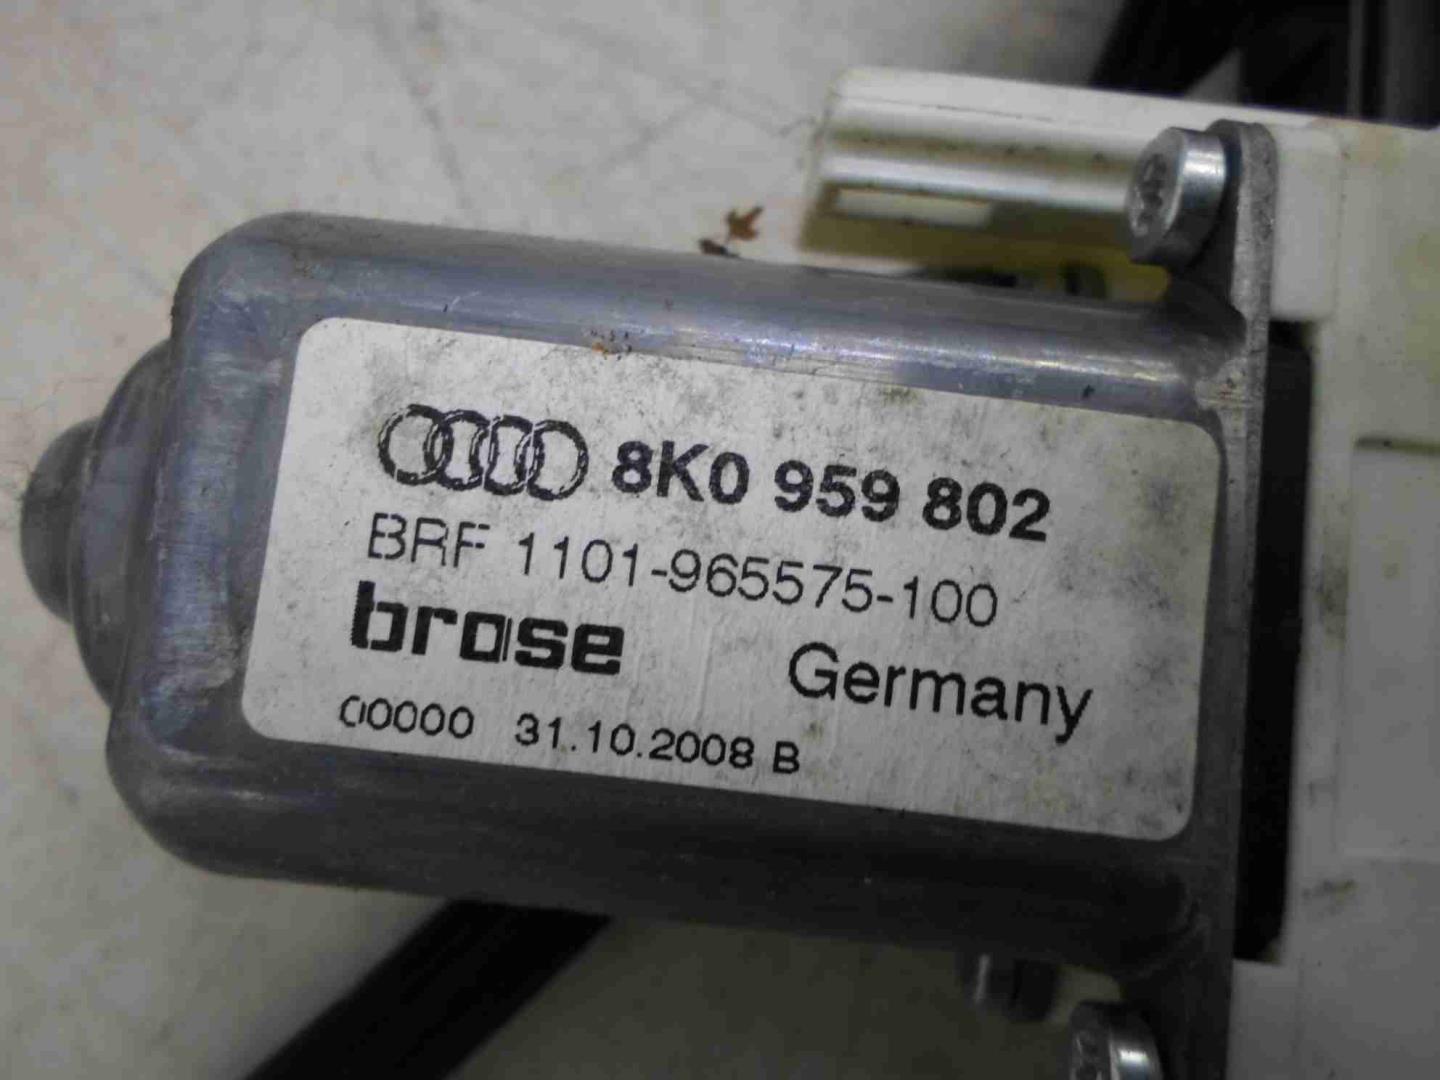 8K0 959 802
BRF 1101-965575-100
brose Germany
00000 31.10.2008 B